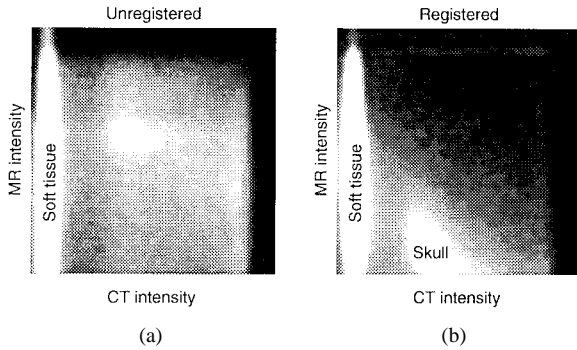 Unregistered
MR intensity
Soft tissue
CT intensity
(a)
Registered
MR intensity
Soft tissue
Skull
CT intensity
(b)